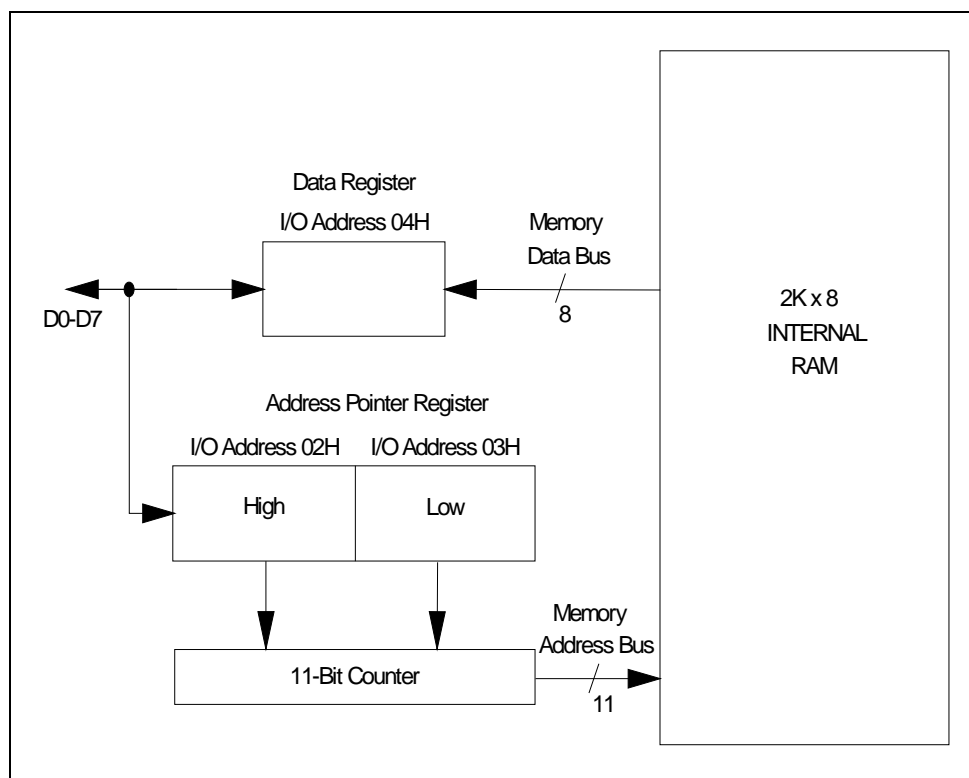 Data Register
I/O Address 04H
Memory
Data Bus
8
D0-D7
2K x 8
INTERNAL
RAM
Address Pointer Register
I/O Address 02H
I/O Address 03H
High
Low
11-Bit Counter
Memory
Address Bus
11